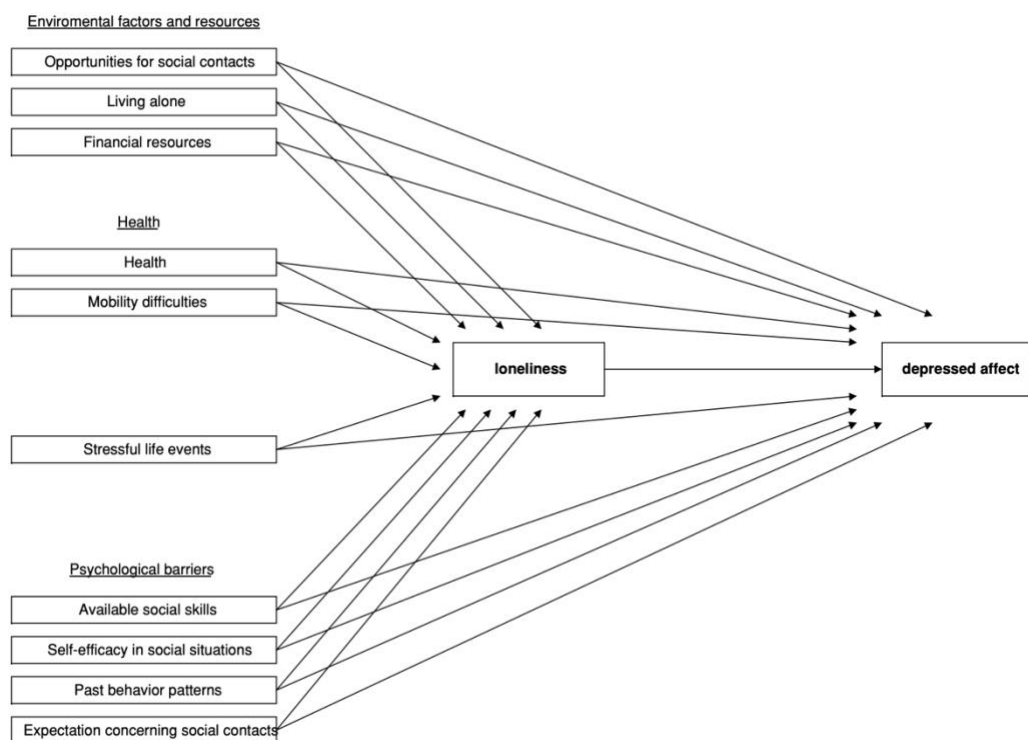 Enviromental factors and resources
Opportunities for social contacts
Living alone
Financial resources
Health
Health
Mobility difficulties
loneliness
depressed affect
Stressful life events
Psychological barriers
Available social skills
Self-efficacy in social situations
Past behavior patterns
Expectation concerning social contacts